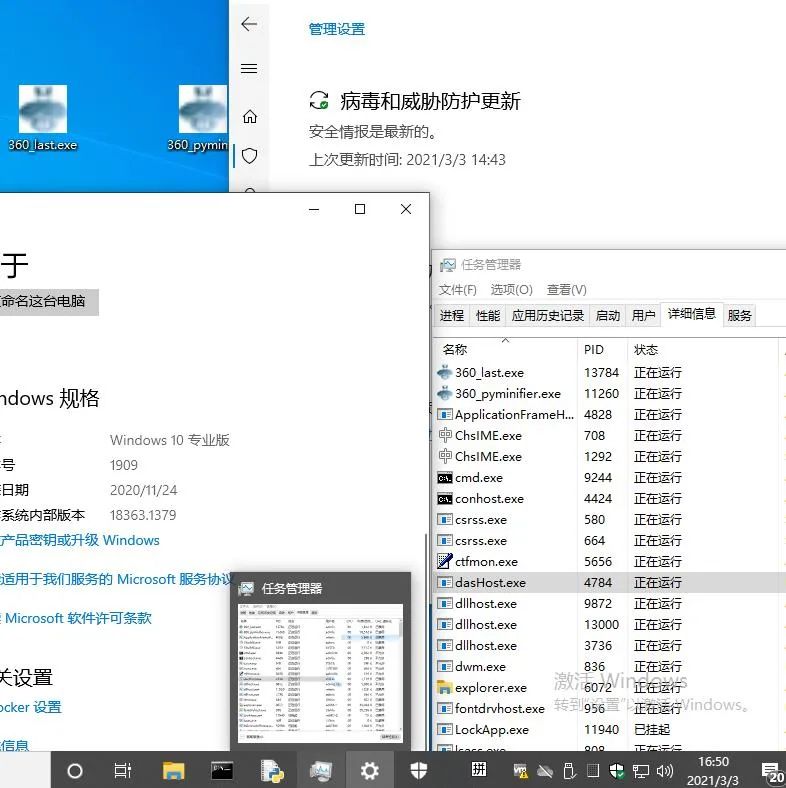 360_last.exe
360_pymin
管理设置
病毒和威胁防护更新
安全情报是最新的。
上次更新时间: 2021/3/3 14:43
于
命名这台电脑
ndows 规格
Windows 10 专业版
号 1909
日期 2020/11/24
系统内部版本 18363.1379
产品密钥或升级 Windows
适用于我们服务的 Microsoft 服务协议
Microsoft 软件许可条款
关设置
ocker 设置
信息
任务管理器
任务管理器
文件(F) 选项(O) 查看(V)
进程 性能 应用历史记录 启动 用户 详细信息 服务
名称 PID 状态
360_last.exe 13784 正在运行
360_pyminifier.exe 11260 正在运行
ApplicationFrameH... 4828 正在运行
ChsIME.exe 708 正在运行
ChsIME.exe 1292 正在运行
cmd.exe 9244 正在运行
conhost.exe 4424 正在运行
csrss.exe 580 正在运行
csrss.exe 664 正在运行
ctfmon.exe 5656 正在运行
dasHost.exe 4784 正在运行
dllhost.exe 9872 正在运行
dllhost.exe 13000 正在运行
dllhost.exe 3736 正在运行
dwm.exe 836 正在运行
explorer.exe 6072 正在运行
fontdrvhost.exe 956 正在运行
LockApp.exe 11940 已挂起
lsass.exe 808 正在运行
激活 Windows
转到"设置"以激活 Windows。
拼
16:50
2021/3/3
20